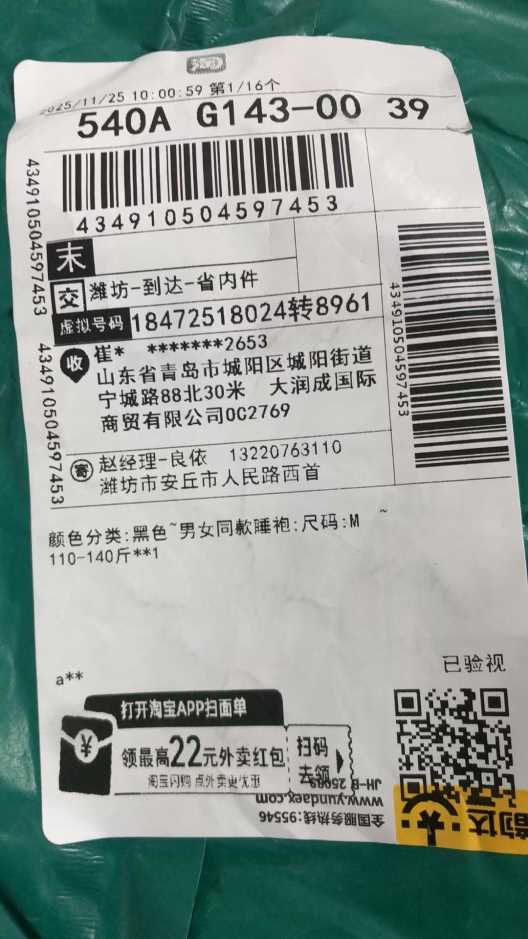 2025/11/25 10:00:59 第1/16个
540A G143-00 39
434910504597453
434910504597453
434910504597453
434910504597453
末
交 潍坊-到达-省内件
虚拟号码 18472518024转8961
收 崔* *******2653
山东省青岛市城阳区城阳街道
宁城路88北30米 大润成国际
商贸有限公司0C2769
寄 赵经理-良依 13220763110
潍坊市安丘市人民路西首
颜色分类:黑色~男女同款睡袍:尺码:M ~
110-140斤**1
已验视
a**
打开淘宝APP扫面单
¥
领最高22元外卖红包
淘宝闪购 点外卖更优惠
扫码
去领
JH-B 25089
www.yundaex.com
全国服务热线:95546
韵达